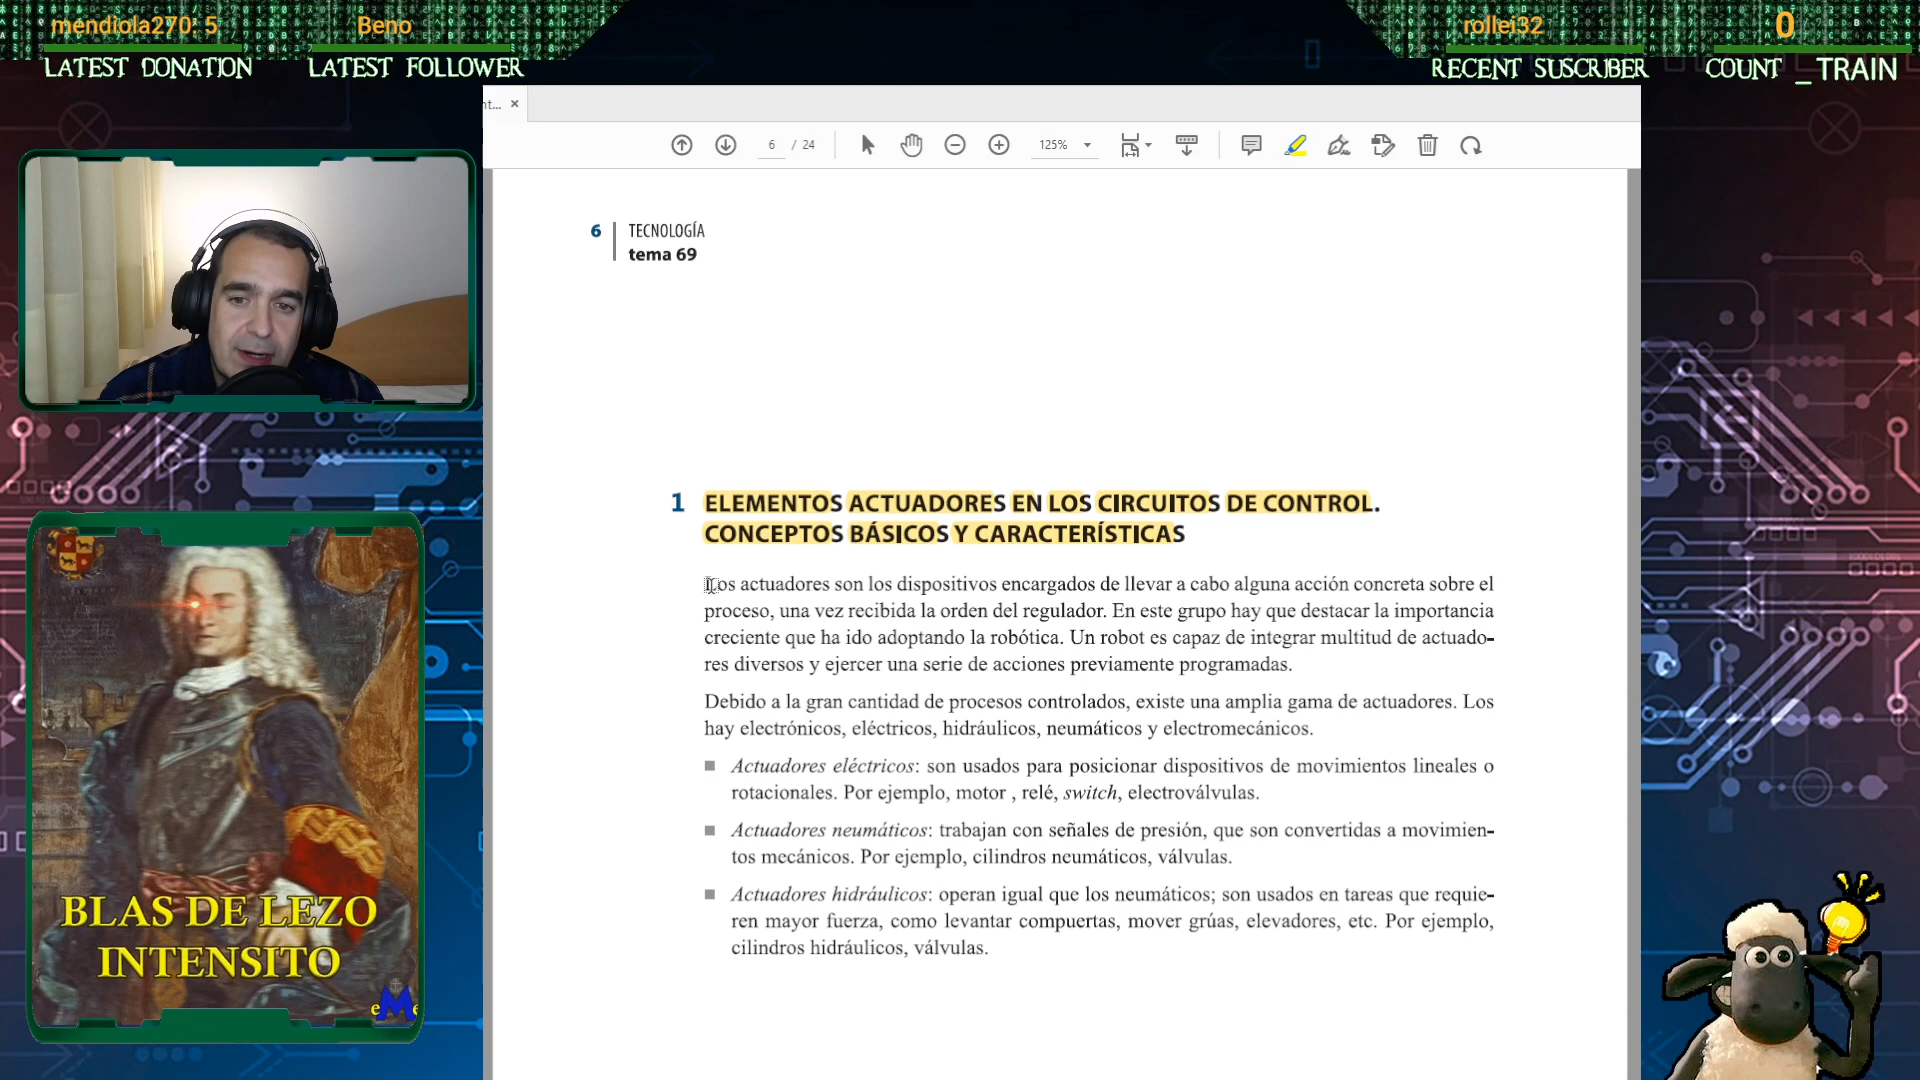 mendiola270: 5
Beno
rollei32
0
LATEST DONATION
LATEST FOLLOWER
RECENT SUSCRIBER
COUNT _TRAIN
nt...
6 / 24
125%
6
TECNOLOGÍA
tema 69
1 ELEMENTOS ACTUADORES EN LOS CIRCUITOS DE CONTROL.
CONCEPTOS BÁSICOS Y CARACTERÍSTICAS
Los actuadores son los dispositivos encargados de llevar a cabo alguna acción concreta sobre el
proceso, una vez recibida la orden del regulador. En este grupo hay que destacar la importancia
creciente que ha ido adoptando la robótica. Un robot es capaz de integrar multitud de actuado-
res diversos y ejercer una serie de acciones previamente programadas.
Debido a la gran cantidad de procesos controlados, existe una amplia gama de actuadores. Los
hay electrónicos, eléctricos, hidráulicos, neumáticos y electromecánicos.
Actuadores eléctricos: son usados para posicionar dispositivos de movimientos lineales o
rotacionales. Por ejemplo, motor , relé, switch, electroválvulas.
Actuadores neumáticos: trabajan con señales de presión, que son convertidas a movimien-
tos mecánicos. Por ejemplo, cilindros neumáticos, válvulas.
Actuadores hidráulicos: operan igual que los neumáticos; son usados en tareas que requie-
ren mayor fuerza, como levantar compuertas, mover grúas, elevadores, etc. Por ejemplo,
cilindros hidráulicos, válvulas.
BLAS DE LEZO
INTENSITO
eMe